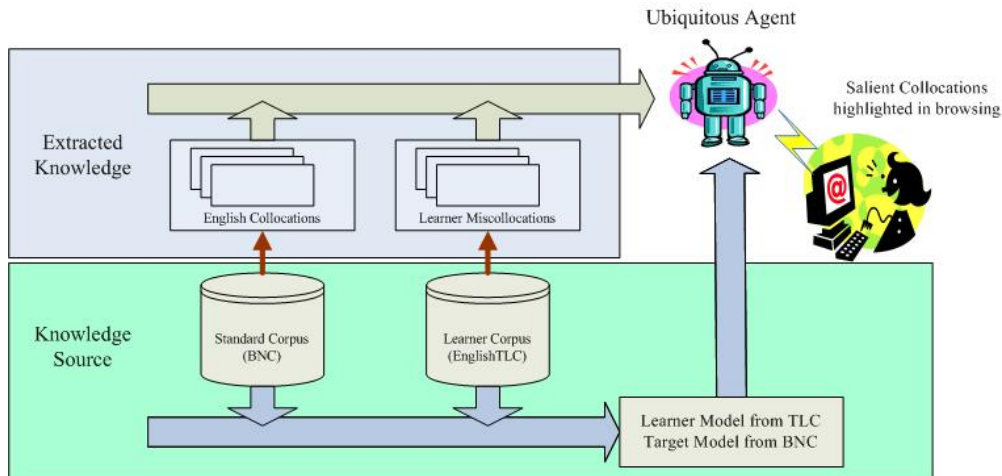 Ubiquitous Agent
Salient Collocations
highlighted in browsing
Extracted
Knowledge
English Collocations
Learner Miscollocations
@
Knowledge
Source
Standard Corpus
(BNC)
Learner Corpus
(EnglishTLC)
Learner Model from TLC
Target Model from BNC